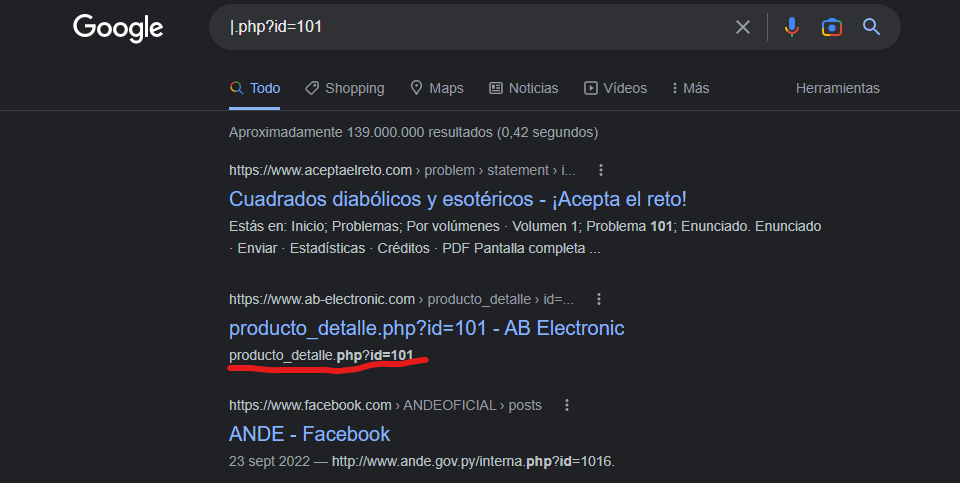 Google
|.php?id=101
Todo Shopping Maps Noticias Vídeos Más Herramientas
Aproximadamente 139.000.000 resultados (0,42 segundos)
https://www.aceptaelreto.com › problem › statement › i...
Cuadrados diabólicos y esotéricos - ¡Acepta el reto!
Estás en: Inicio; Problemas; Por volúmenes · Volumen 1; Problema 101; Enunciado. Enunciado
· Enviar · Estadísticas · Créditos · PDF Pantalla completa ...
https://www.ab-electronic.com › producto_detalle › id=...
producto_detalle.php?id=101 - AB Electronic
producto_detalle.php?id=101
https://www.facebook.com › ANDEOFICIAL › posts
ANDE - Facebook
23 sept 2022 — http://www.ande.gov.py/interna.php?id=1016.